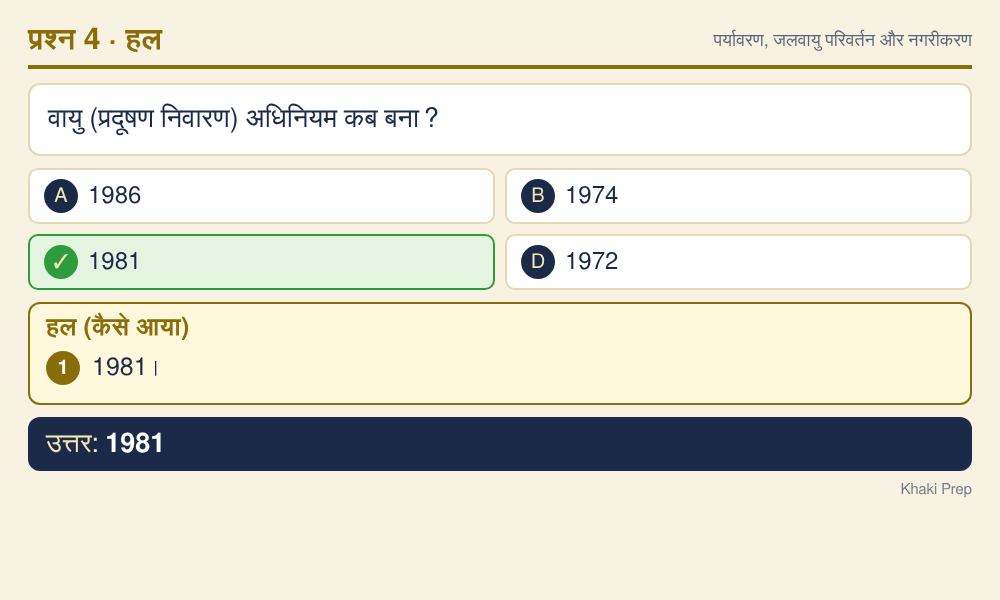 प्रश्न 4 · हल
पर्यावरण, जलवायु परिवर्तन और नगरीकरण
वायु (प्रदूषण निवारण) अधिनियम कब बना ?
A 1986
B 1974
✓ 1981
D 1972
हल (कैसे आया)
1 1981।
उत्तर: 1981
Khaki Prep